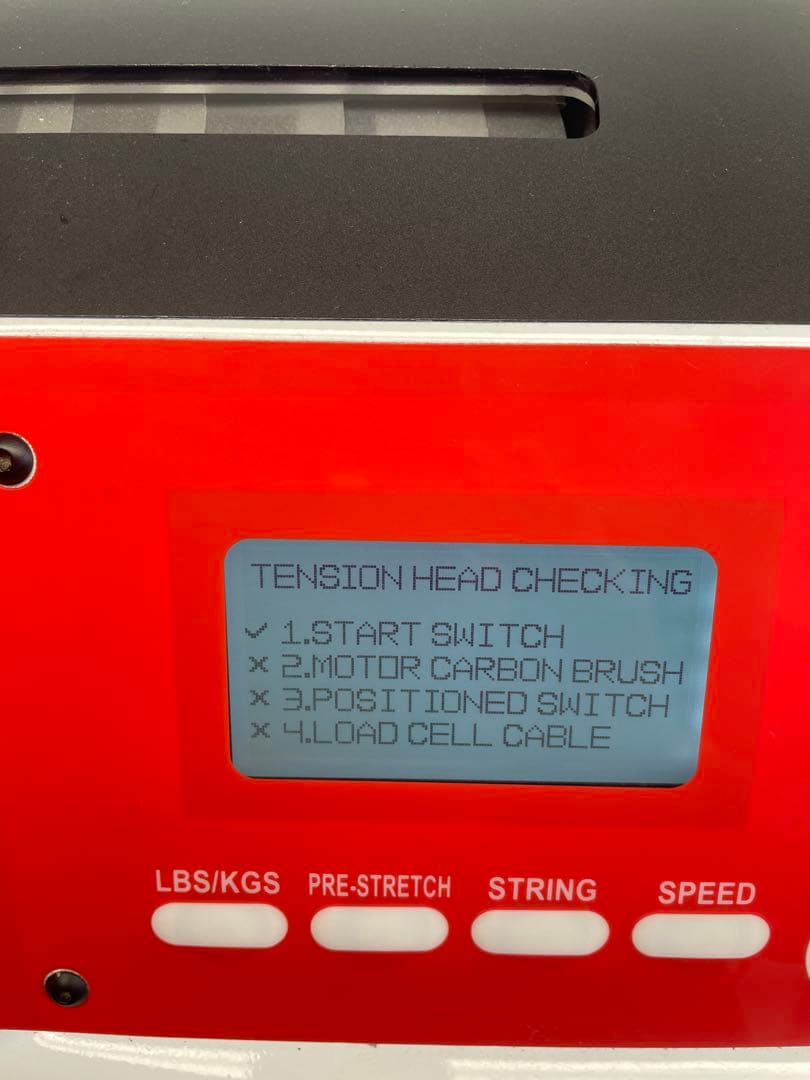 TENSION HEAD CHECKING
✓ 1.START SWITCH
× 2.MOTOR CARBON BRUSH
× 3.POSITIONED SWITCH
× 4.LOAD CELL CABLE
LBS/KGS PRE-STRETCH STRING SPEED